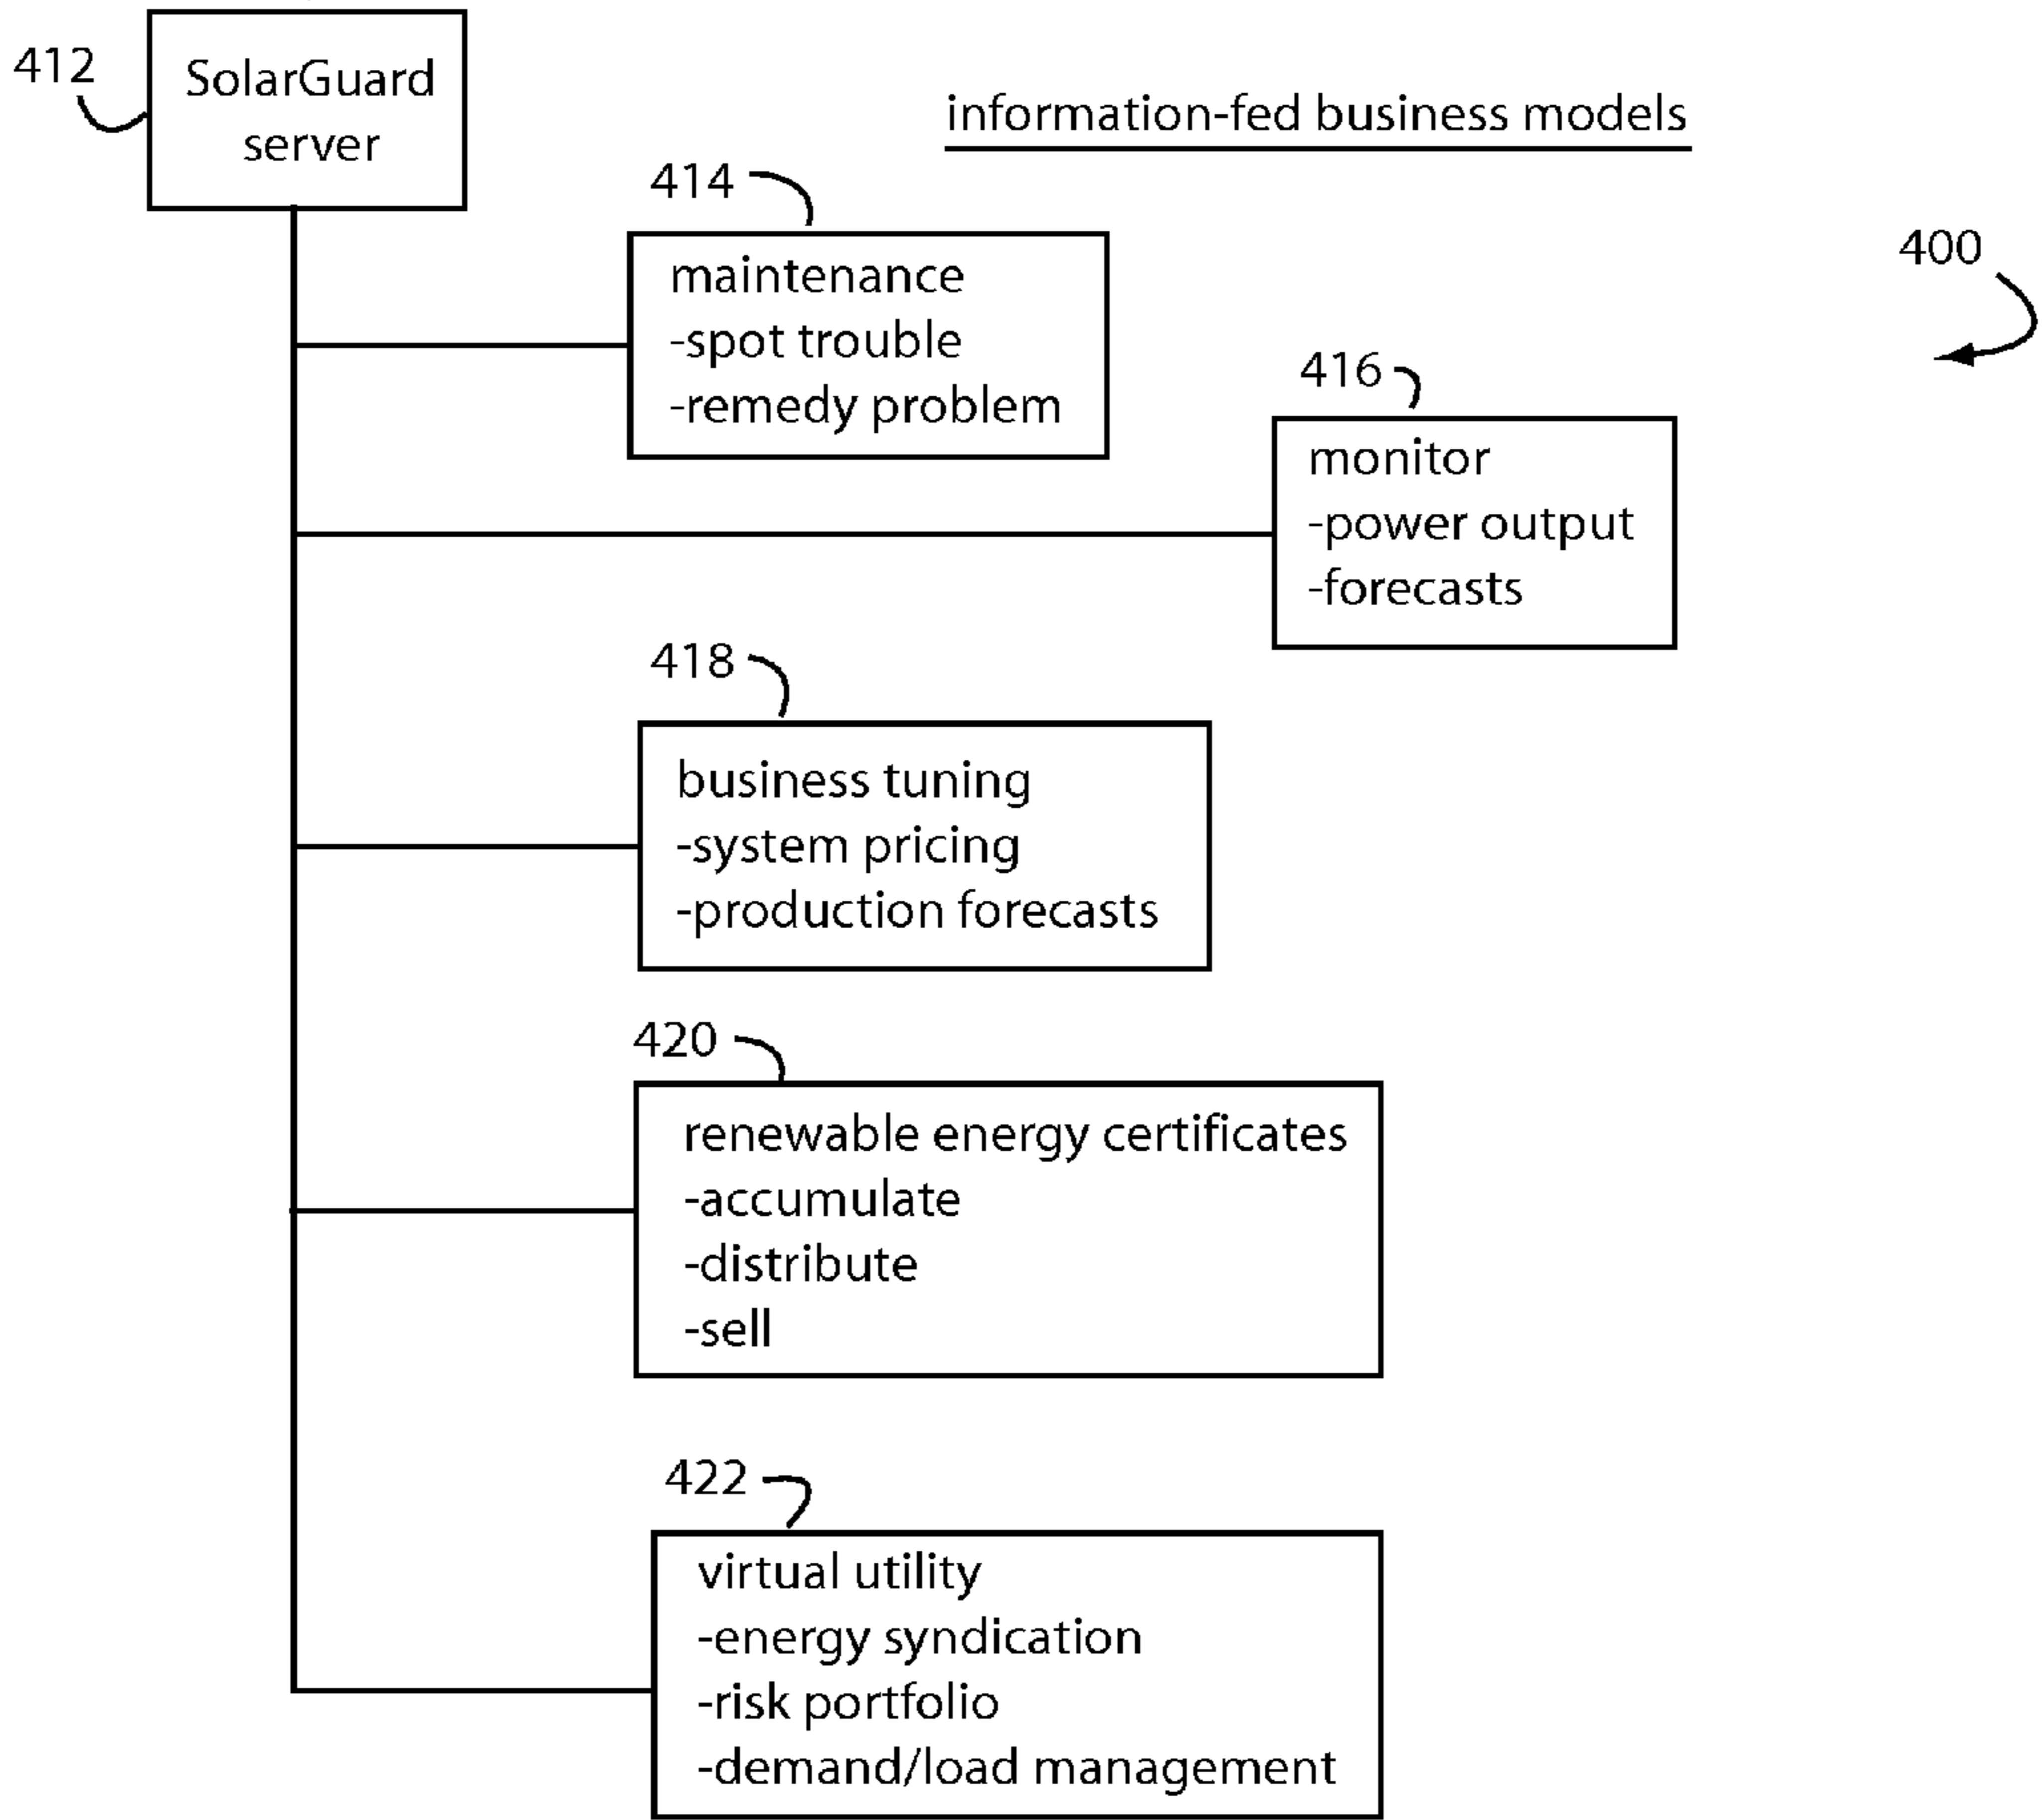 412
SolarGuard
server
information-fed business models
414
maintenance
-spot trouble
-remedy problem
400
416
monitor
-power output
-forecasts
418
business tuning
-system pricing
-production forecasts
420
renewable energy certificates
-accumulate
-distribute
-sell
422
virtual utility
-energy syndication
-risk portfolio
-demand/load management